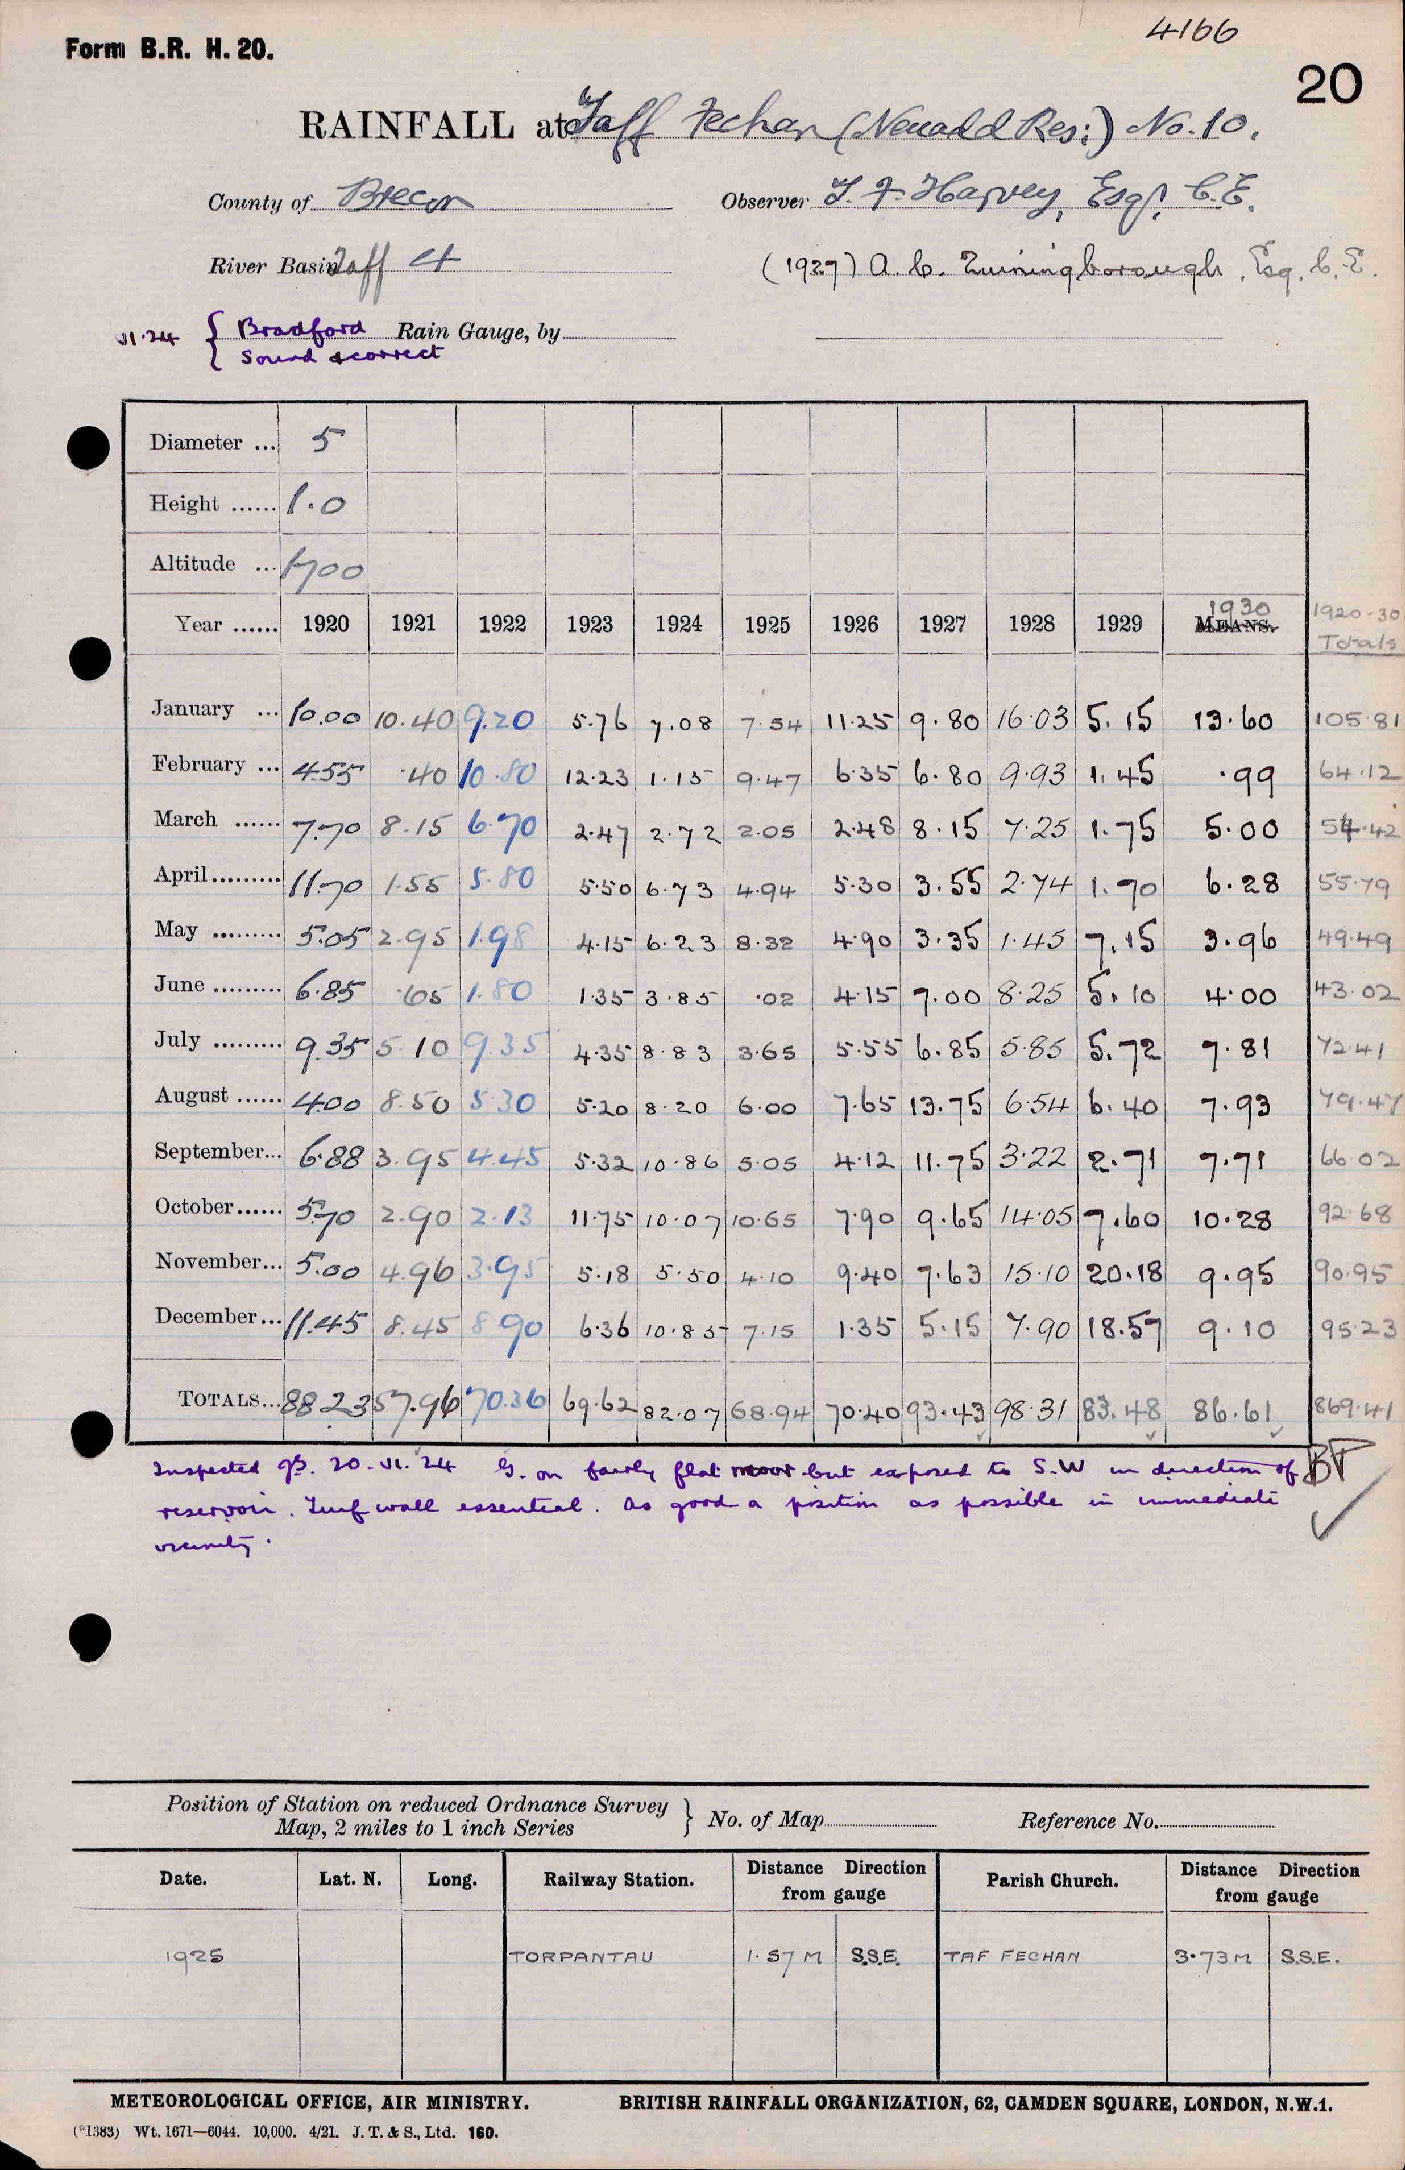 4166
Form B.R. H. 20.
20
RAINFALL at Taff Fechan (Neuadd Res:) No. 10.
County of Brecon Observer T. F. Harvey, Esq., C.E.
River Basin Taff 4 (1927) A. C. Esq. C.E.
VI.24 { Bradford Rain Gauge, by
Sound & correct
Diameter ... 5
Height ...... 1.0
Altitude ... 1700
Year ...... 1920 1921 1922 1923 1924 1925 1926 1927 1928 1929 MEANS. 1930 1920-30 Totals
January ... 10.00 10.40 9.20 5.76 7.08 7.54 11.25 9.80 16.03 5.15 13.60 105.81
February ... 4.55 .40 10.80 12.23 1.15 9.47 6.35 6.80 9.93 1.45 .99 64.12
March ...... 7.70 8.15 6.70 2.47 2.72 2.05 2.48 8.15 7.25 1.75 5.00 54.42
April ......... 11.70 1.55 5.80 5.50 6.73 4.94 5.30 3.55 2.74 1.70 6.28 55.79
May ......... 5.05 2.95 1.98 4.15 6.23 8.32 4.90 3.35 1.45 7.15 3.96 49.49
June ......... 6.85 .65 1.80 1.35 3.85 .02 4.15 7.00 8.25 5.10 4.00 43.02
July ......... 9.35 5.10 9.35 4.35 8.83 3.65 5.55 6.85 5.85 5.72 7.81 72.41
August ...... 4.00 8.50 5.30 5.20 8.20 6.00 7.65 13.75 6.54 6.40 7.93 79.47
September... 6.88 3.95 4.45 5.32 10.86 5.05 4.12 11.75 3.22 2.71 7.71 66.02
October...... 5.70 2.90 2.13 11.75 10.07 10.65 7.90 9.65 14.05 7.60 10.28 92.68
November... 5.00 4.96 3.95 5.18 5.50 4.10 9.40 7.63 15.10 20.18 9.95 90.95
December ... 11.45 8.45 8.90 6.36 10.85 7.15 1.35 5.15 7.90 18.57 9.10 95.23
TOTALS... 88.23 57.96 70.36 69.62 82.07 68.94 70.40 93.43 98.31 83.48 86.61 869.41
Inspected 20.VI.24 G. on fairly flat moor but exposed to S.W in direction of
reservoir. Turf wall essential. As good a position as possible in immediate
vicinity.
Position of Station on reduced Ordnance Survey Map, 2 miles to 1 inch Series } No. of Map Reference No.
Date. Lat. N. Long. Railway Station. Distance Direction from gauge Parish Church. Distance Direction from gauge
1925 TORPANTAU 1.57 M S.S.E. TAF FECHAN 3.73 M S.S.E.
METEOROLOGICAL OFFICE, AIR MINISTRY. BRITISH RAINFALL ORGANIZATION, 62, CAMDEN SQUARE, LONDON, N.W.1.
(*1383) Wt. 1671—6044. 10,000. 4/21. J. T. & S., Ltd. 160.